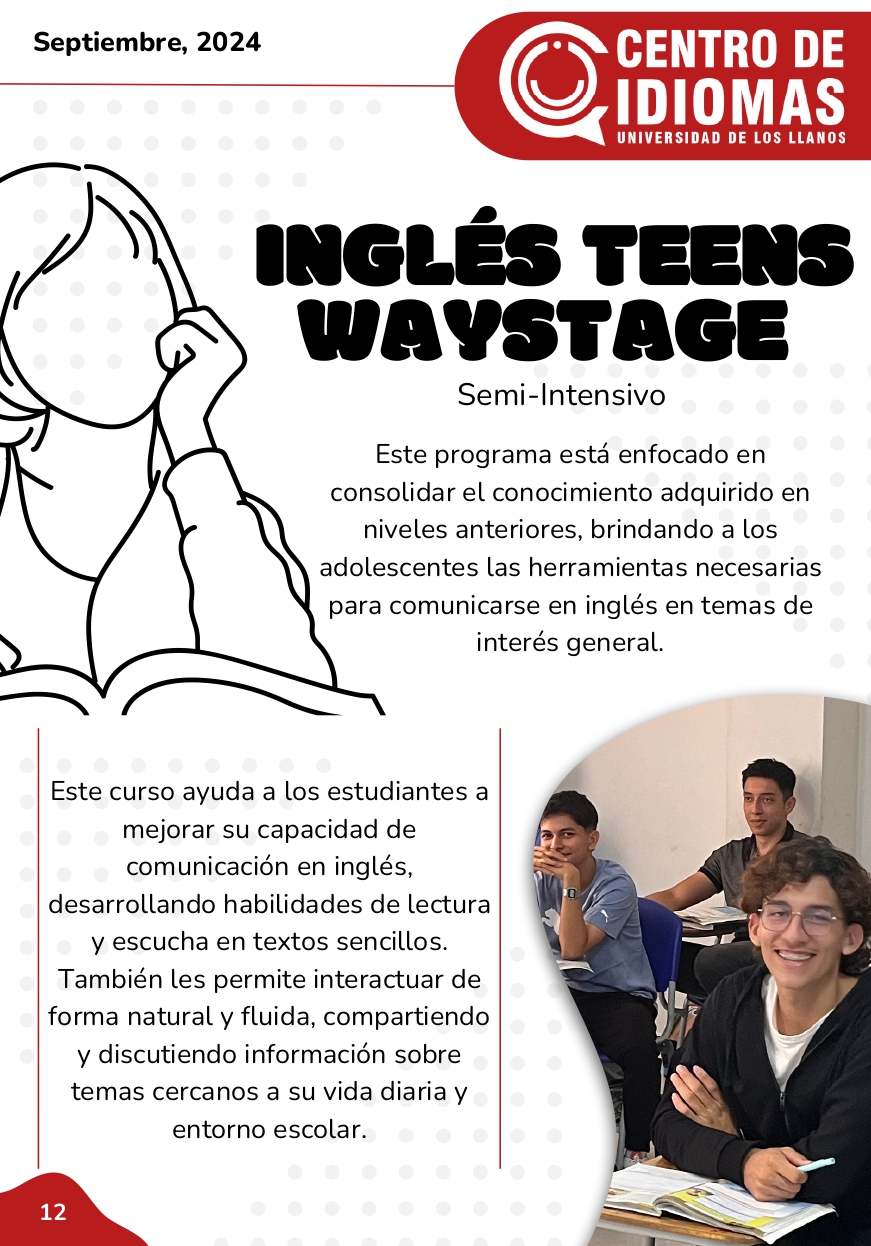 Septiembre, 2024
CENTRO DE
IDIOMAS
UNIVERSIDAD DE LOS LLANOS
INGLÉS TEENS
WAYSTAGE
Semi-Intensivo
Este programa está enfocado en
consolidar el conocimiento adquirido en
niveles anteriores, brindando a los
adolescentes las herramientas necesarias
para comunicarse en inglés en temas de
interés general.
Este curso ayuda a los estudiantes a
mejorar su capacidad de
comunicación en inglés,
desarrollando habilidades de lectura
y escucha en textos sencillos.
También les permite interactuar de
forma natural y fluida, compartiendo
y discutiendo información sobre
temas cercanos a su vida diaria y
entorno escolar.
12